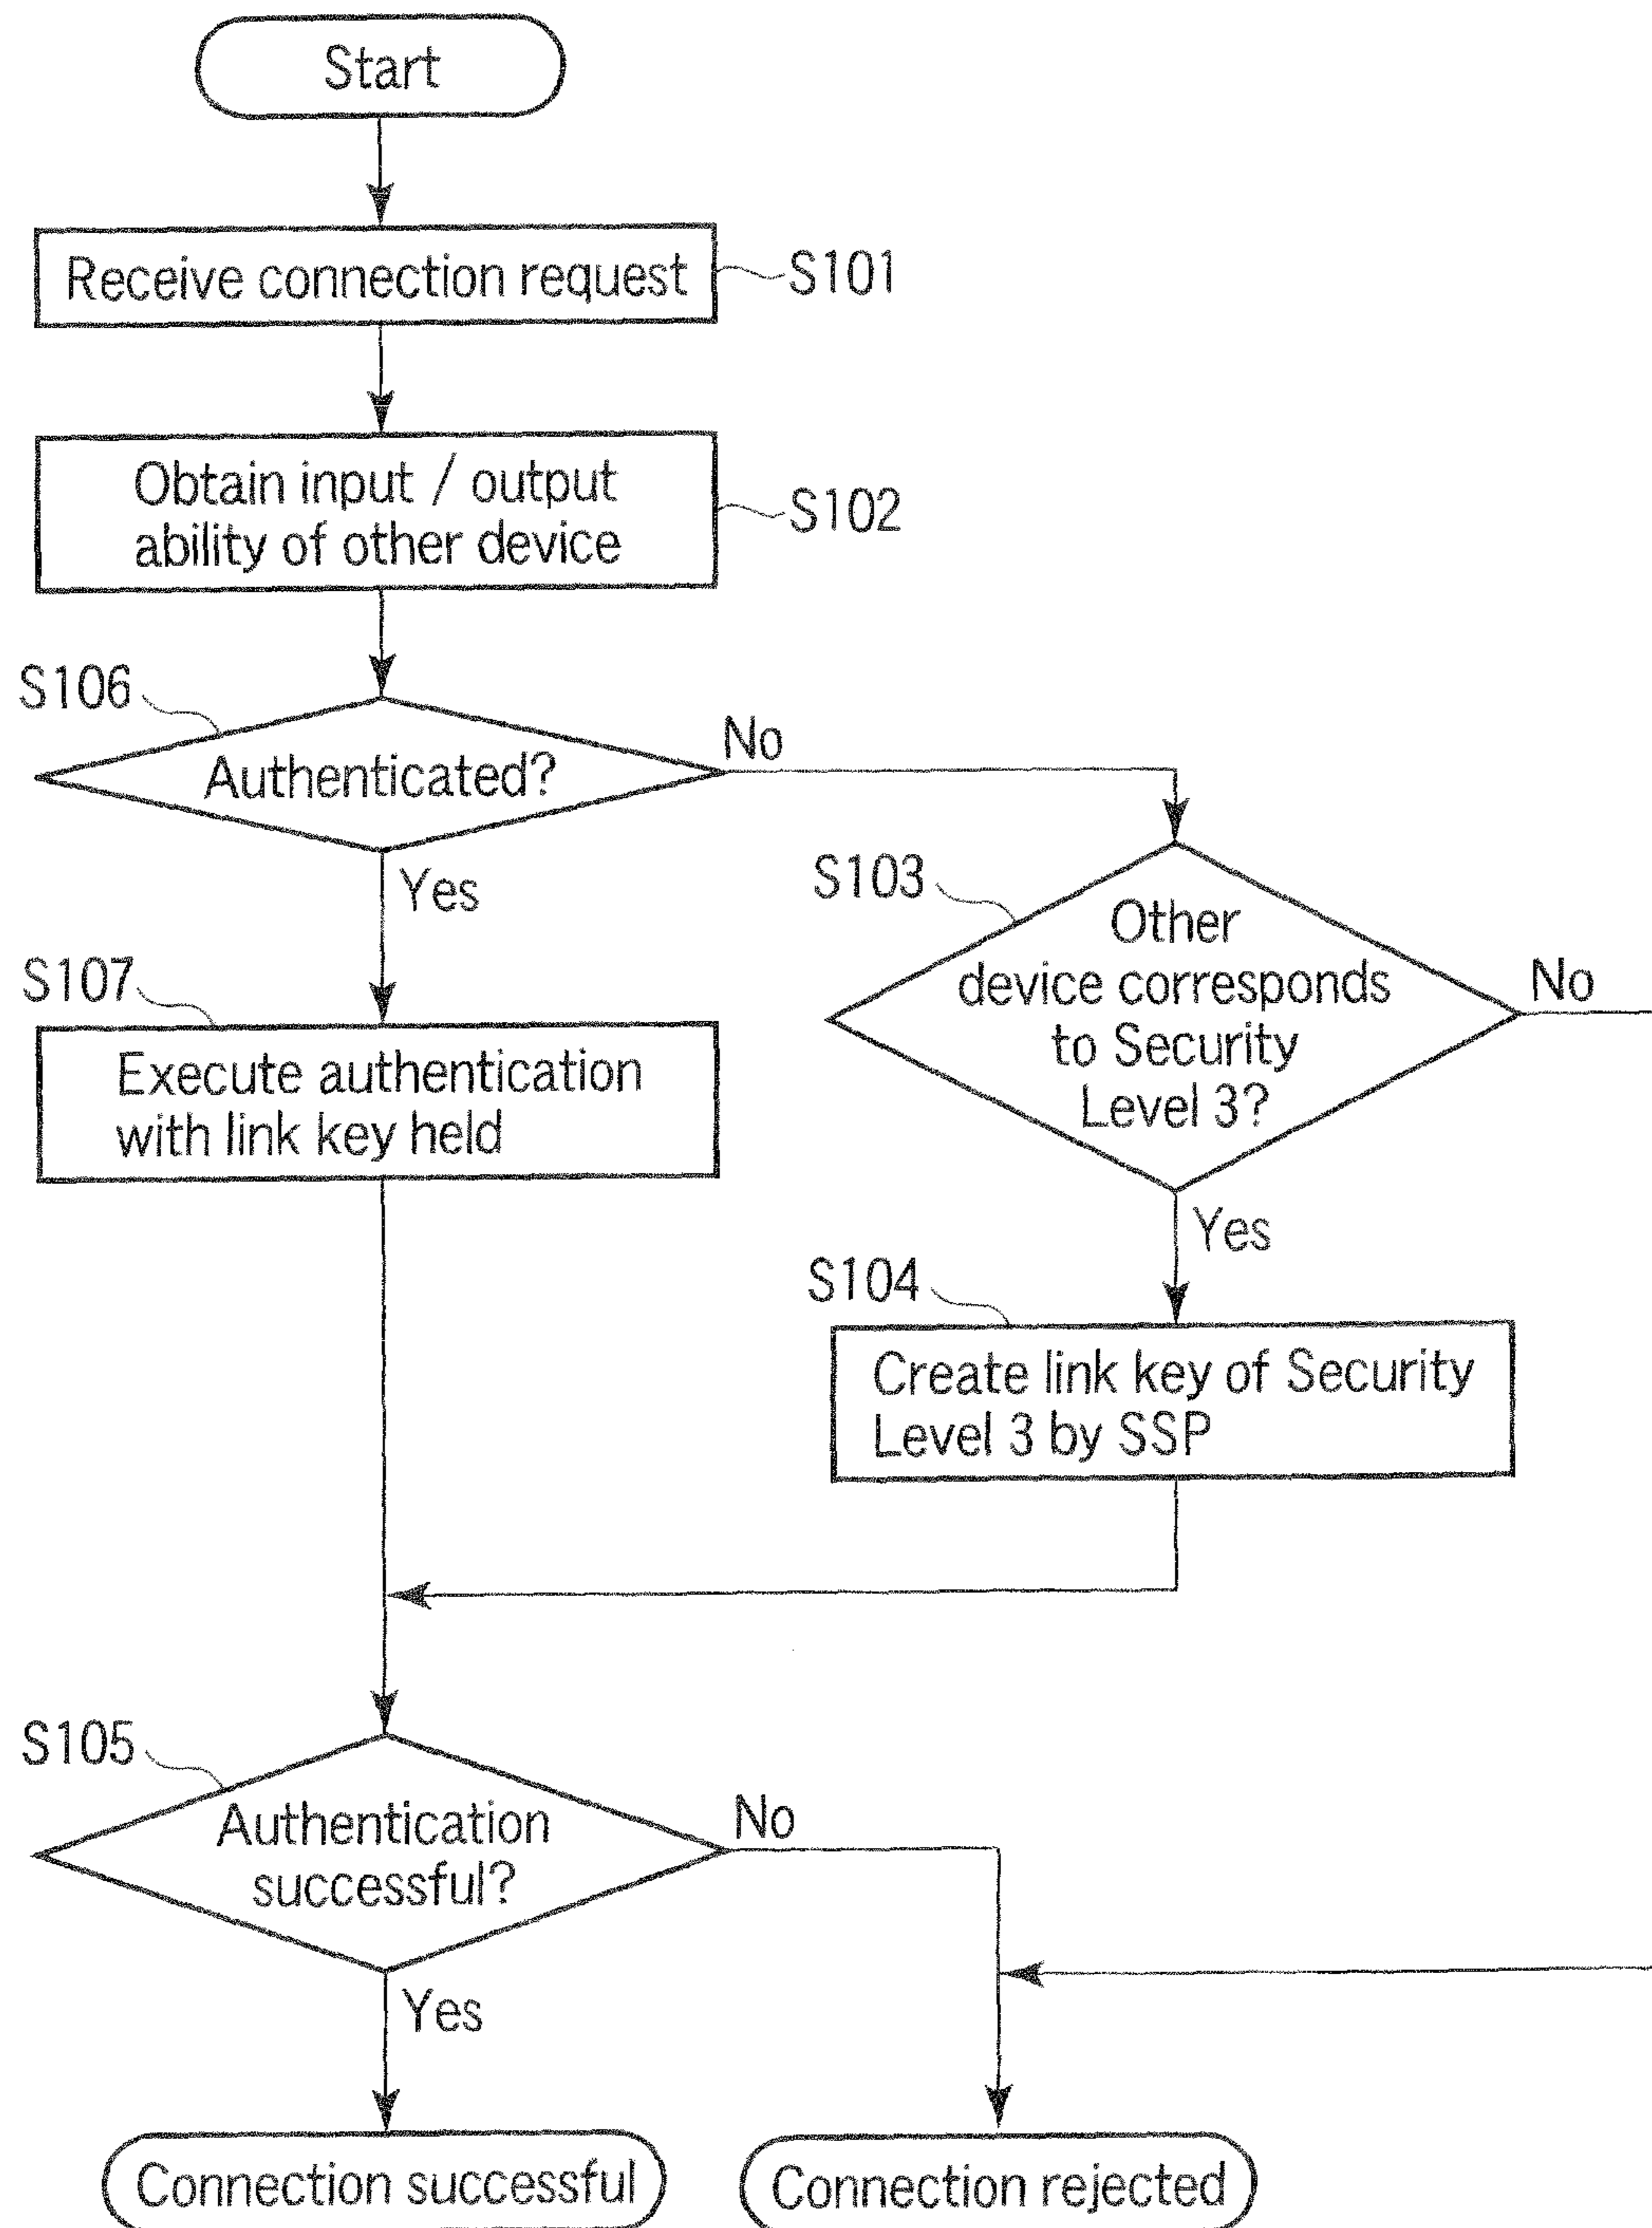 Start
Receive connection request
S101
Obtain input / output
ability of other device
S102
S106
Authenticated?
No
Yes
S103
Other
device corresponds
to Security
Level 3?
No
Yes
S107
Execute authentication
with link key held
S104
Create link key of Security
Level 3 by SSP
S105
Authentication
successful?
No
Yes
Connection successful
Connection rejected